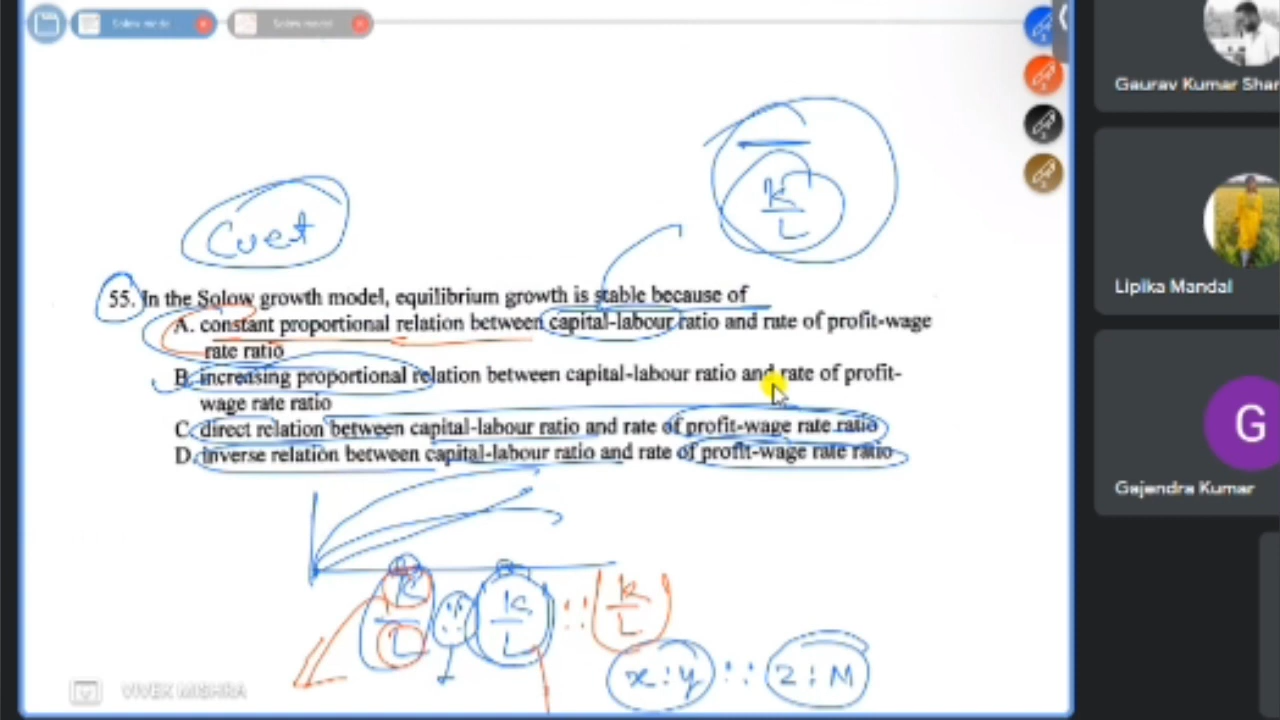 Solow mode
Solow model
Gaurav Kumar Shar
K
L
Cuet
Lipika Mandal
55. In the Solow growth model, equilibrium growth is stable because of
A. constant proportional relation between capital-labour ratio and rate of profit-wage
rate ratio
B. increasing proportional relation between capital-labour ratio and rate of profit-
wage rate ratio
C. direct relation between capital-labour ratio and rate of profit-wage rate ratio
D. inverse relation between capital-labour ratio and rate of profit-wage rate ratio
G
Gajendra Kumar
K :: K :: K
L L L
x : y :: z : M
VIVEK MISHRA